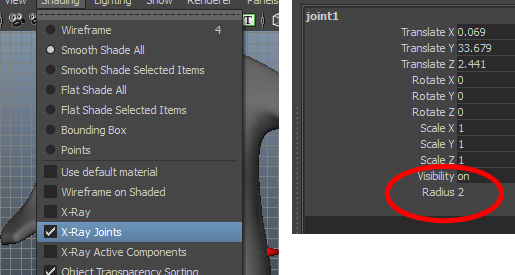 View Shading Lighting Show Renderer Panels
Wireframe 4
Smooth Shade All
Smooth Shade Selected Items
Flat Shade All
Flat Shade Selected Items
Bounding Box
Points
Use default material
Wireframe on Shaded
X-Ray
X-Ray Joints
X-Ray Active Components
Object Transparency Sorting
joint1
Translate X 0.069
Translate Y 33.679
Translate Z 2.441
Rotate X 0
Rotate Y 0
Rotate Z 0
Scale X 1
Scale Y 1
Scale Z 1
Visibility on
Radius 2